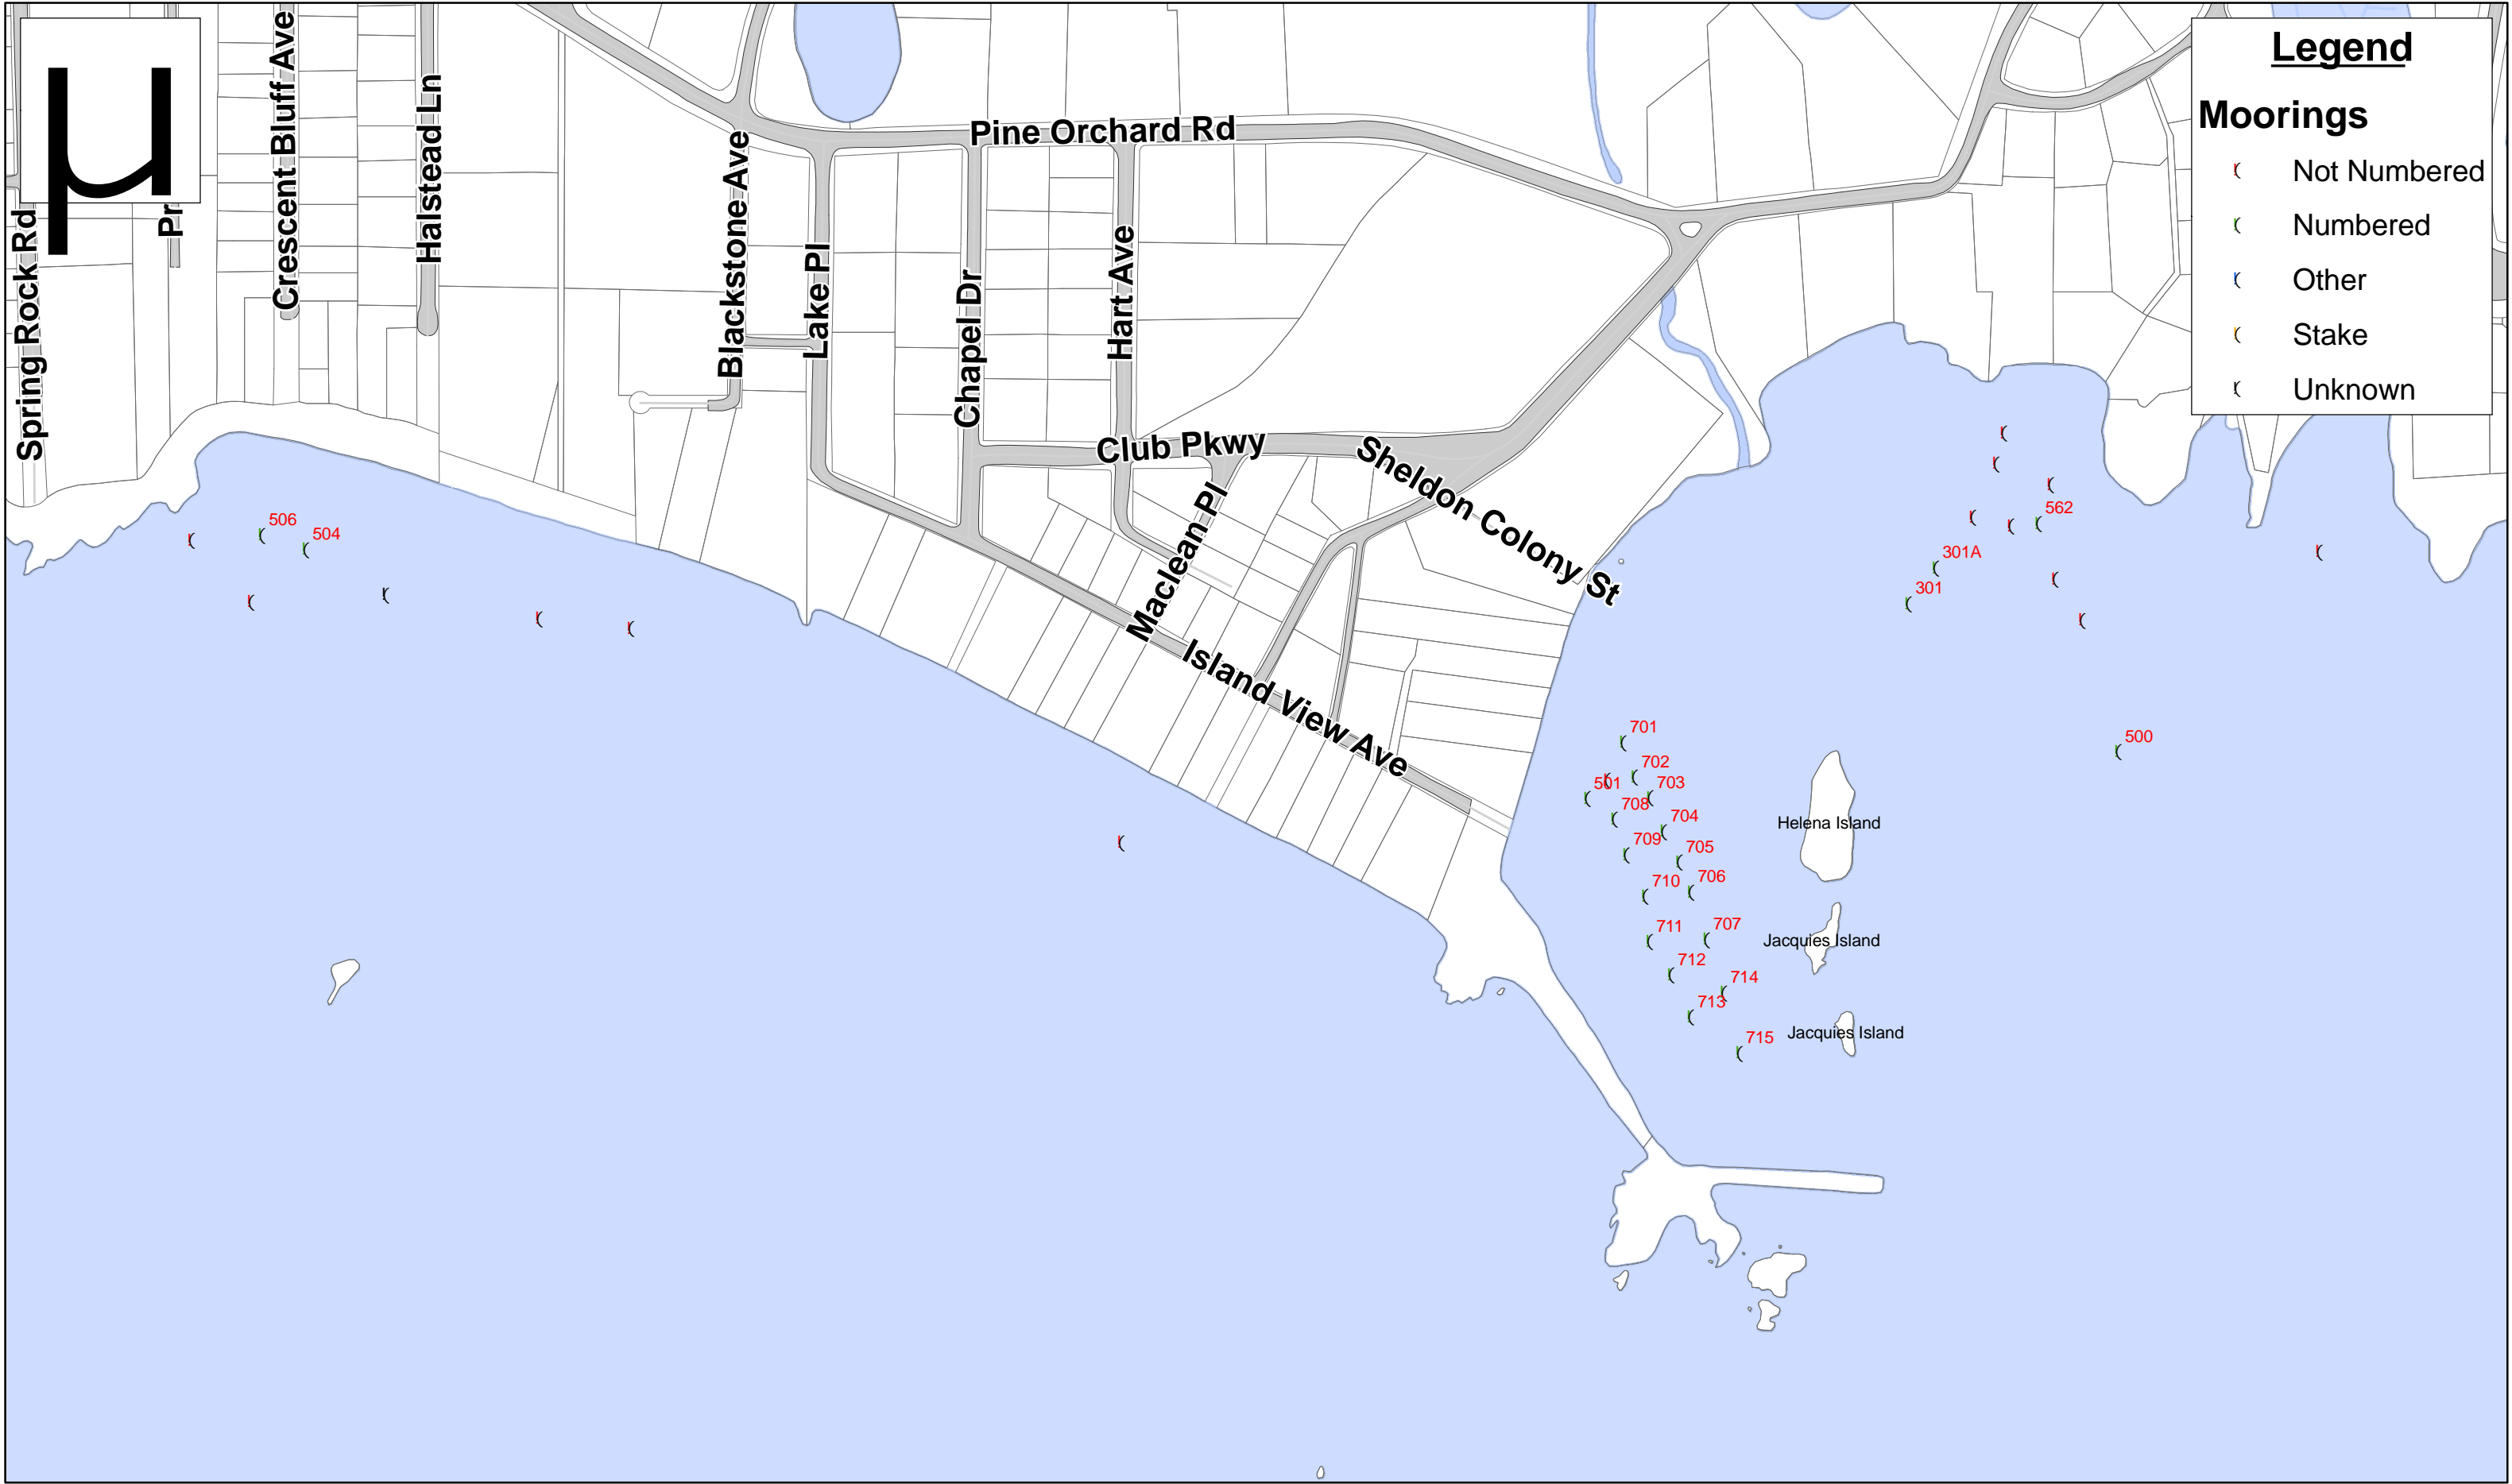 µ
Legend
Moorings
Not Numbered
Numbered
Other
Stake
Unknown
Spring Rock Rd
Pr
Crescent Bluff Ave
Halstead Ln
Blackstone Ave
Lake Pl
Chapel Dr
Hart Ave
Pine Orchard Rd
Club Pkwy
Maclean Pl
Sheldon Colony St
Island View Ave
506
504
562
301A
301
500
701
702
501
703
708
704
709
705
710
706
711
707
712
714
713
715
Helena Island
Jacquies Island
Jacquies Island